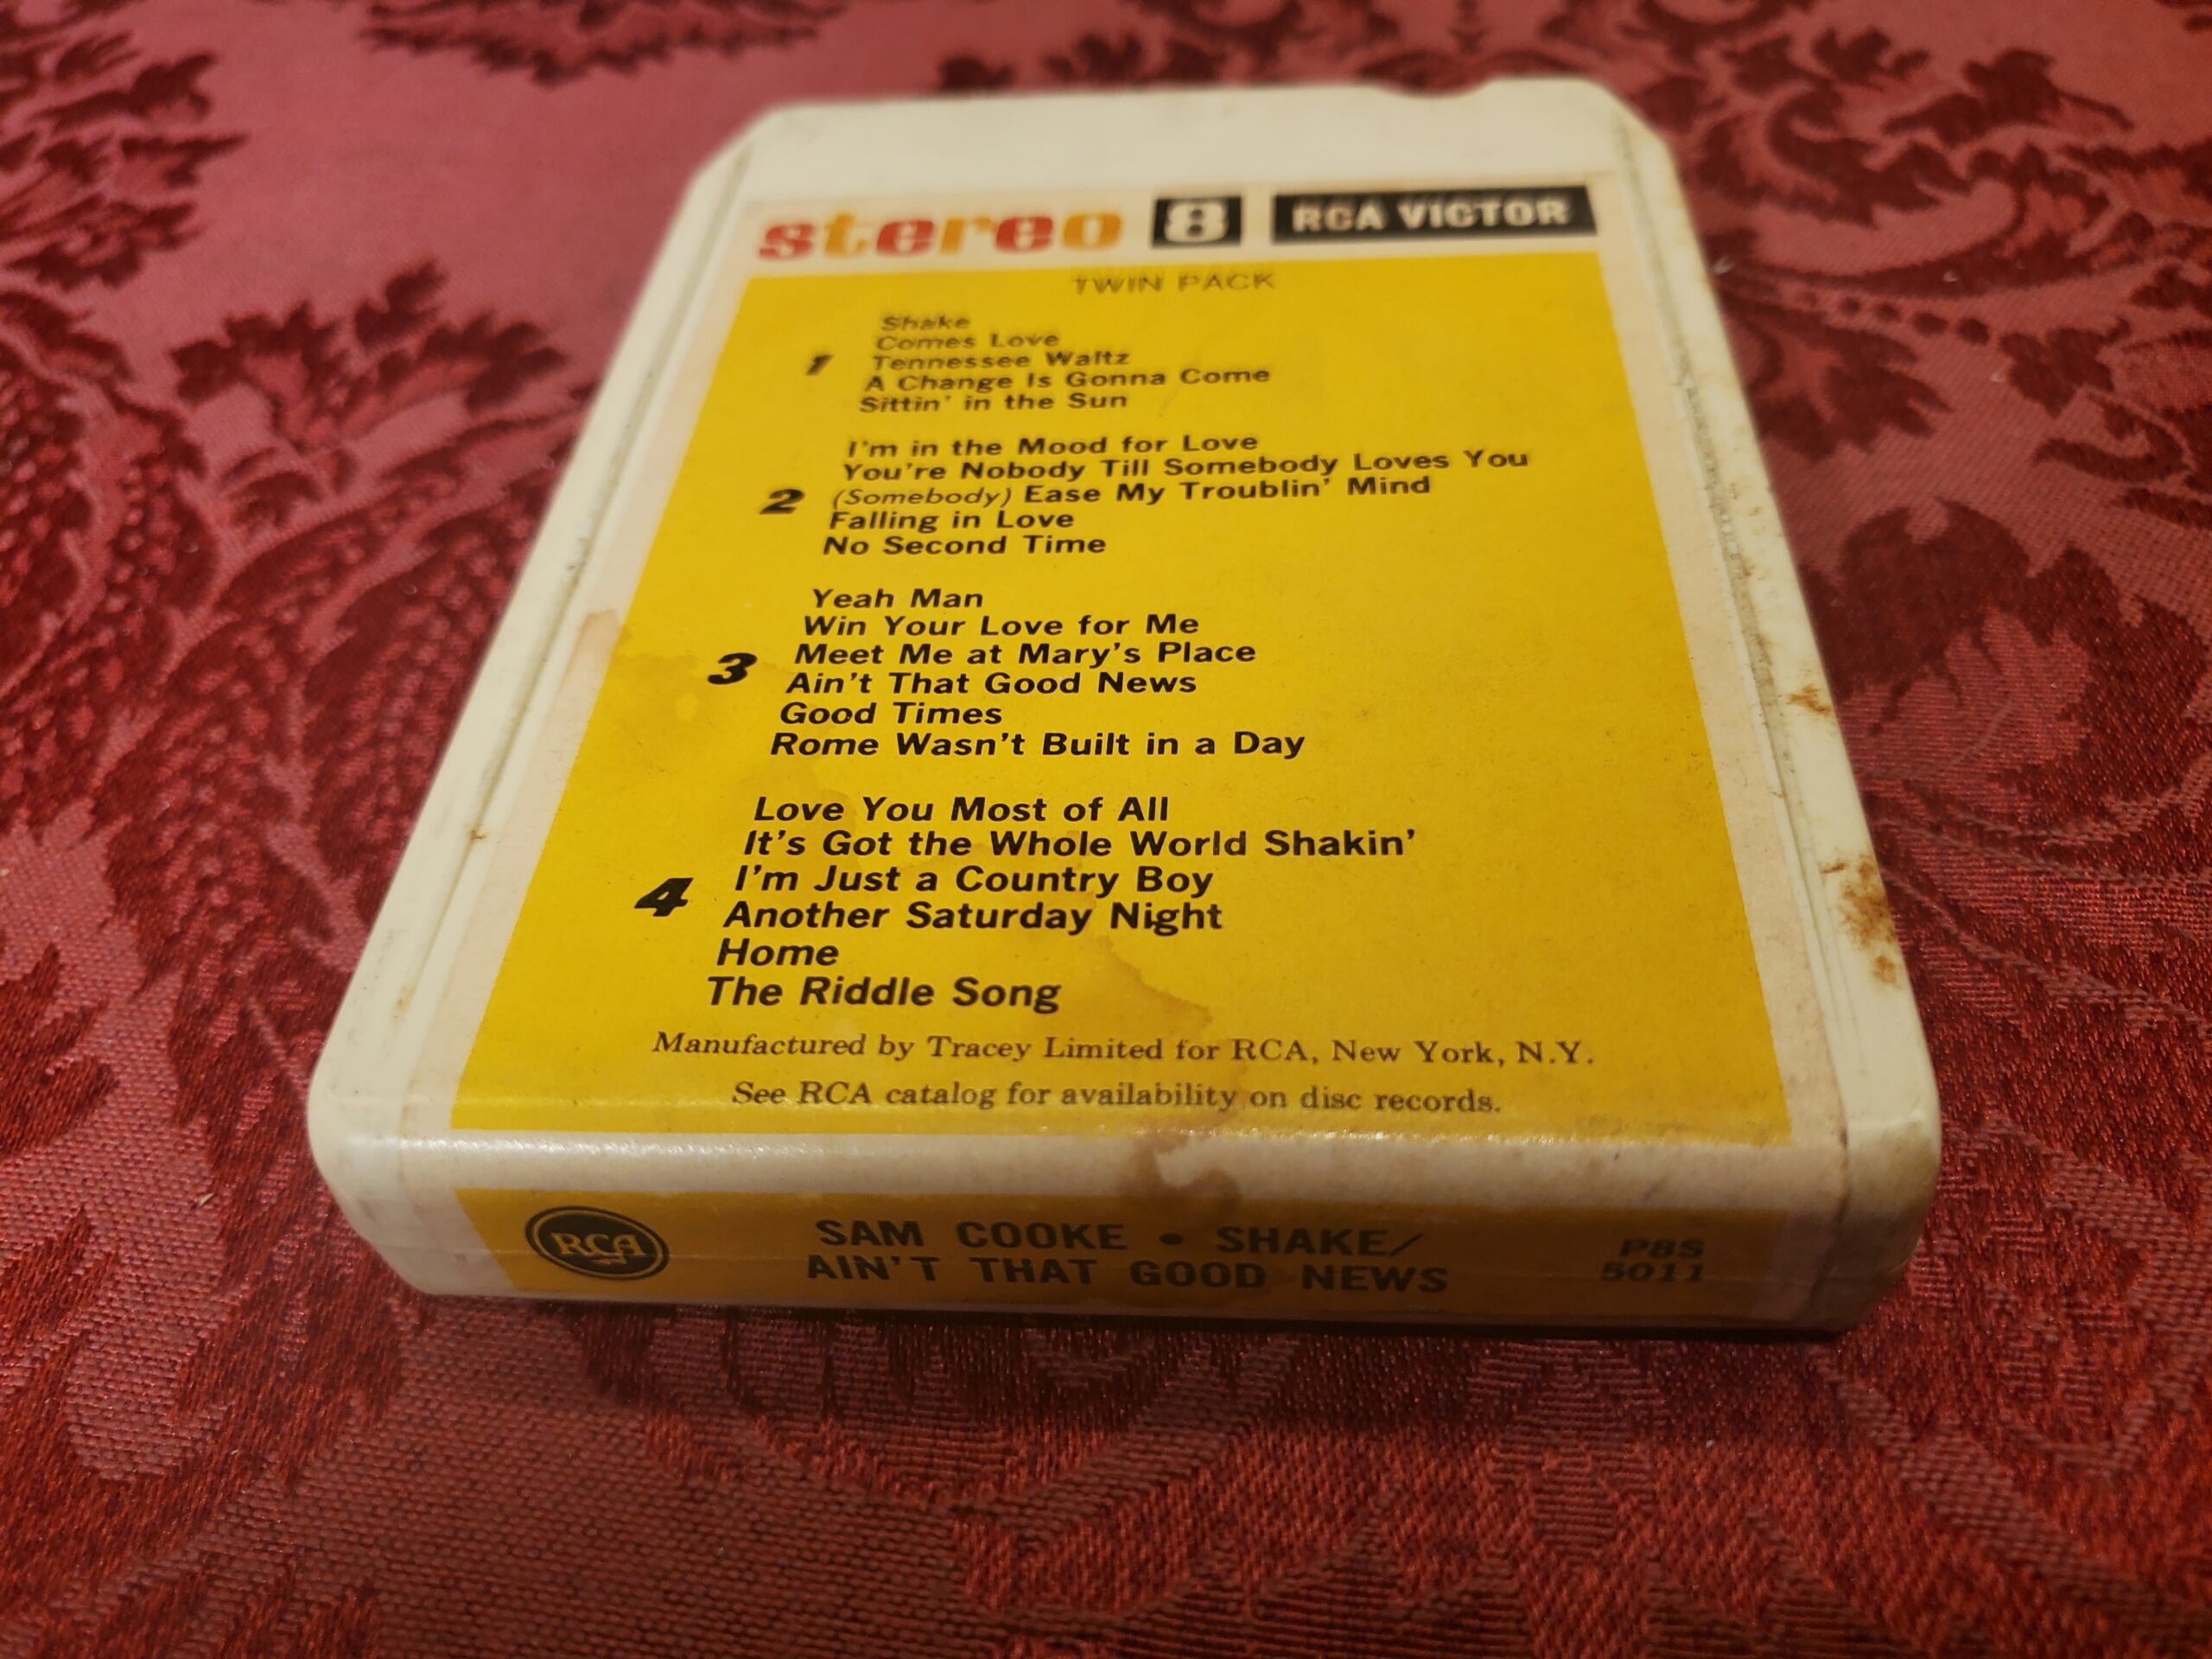 stereo 8 RCA VICTOR
TWIN PACK
1
Shake
Comes Love
Tennessee Waltz
A Change Is Gonna Come
Sittin' in the Sun
2
I'm in the Mood for Love
You're Nobody Till Somebody Loves You
(Somebody) Ease My Troublin' Mind
Falling in Love
No Second Time
3
Yeah Man
Win Your Love for Me
Meet Me at Mary's Place
Ain't That Good News
Good Times
Rome Wasn't Built in a Day
4
Love You Most of All
It's Got the Whole World Shakin'
I'm Just a Country Boy
Another Saturday Night
Home
The Riddle Song
Manufactured by Tracey Limited for RCA, New York, N.Y.
See RCA catalog for availability on disc records.
RCA
SAM COOKE • SHAKE/
AIN'T THAT GOOD NEWS
P8S
5011